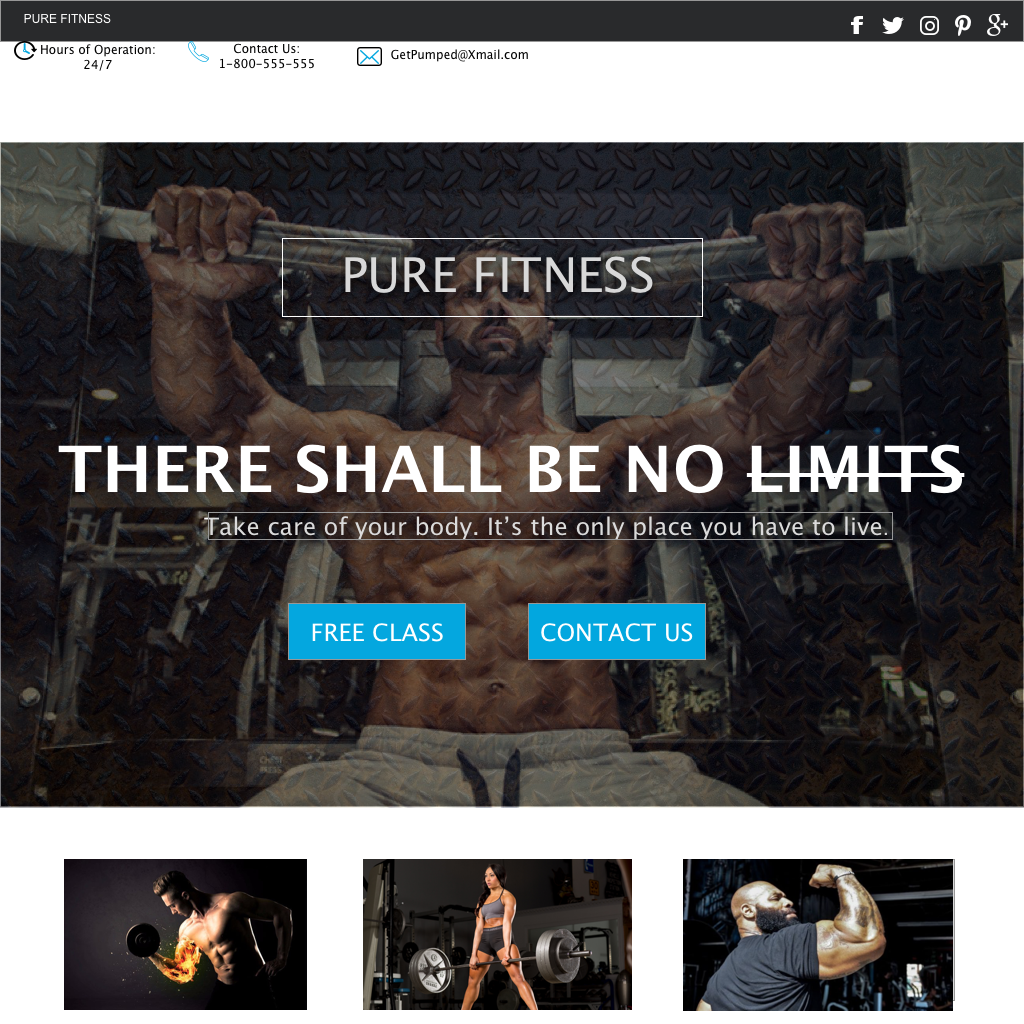 PURE FITNESS
Hours of Operation:
24/7
Contact Us:
1-800-555-555
GetPumped@Xmail.com
PURE FITNESS
THERE SHALL BE NO LIMITS
Take care of your body. It’s the only place you have to live.
FREE CLASS
CONTACT US